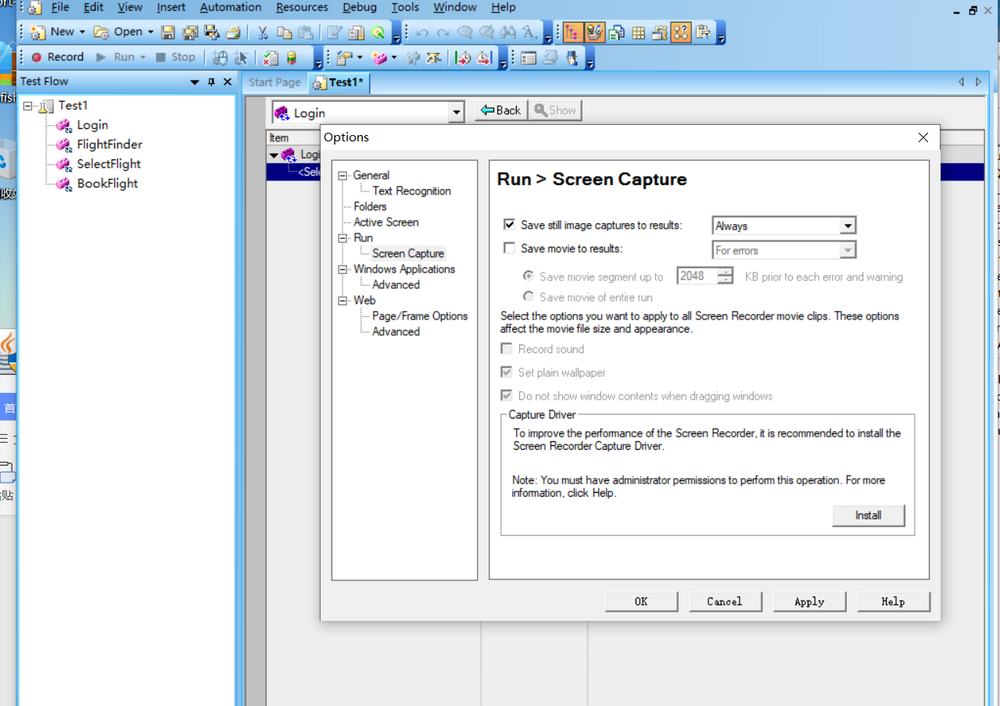 File Edit View Insert Automation Resources Debug Tools Window Help
New Open
Record Run Stop
Test Flow
Start Page Test1*
Test1
Login
FlightFinder
SelectFlight
BookFlight
Login Back Show
Item
Logi
<Sele
Options
General
Text Recognition
Folders
Active Screen
Run
Screen Capture
Windows Applications
Advanced
Web
Page/Frame Options
Advanced
Run > Screen Capture
Save still image captures to results: Always
Save movie to results: For errors
Save movie segment up to 2048 KB prior to each error and warning
Save movie of entire run
Select the options you want to apply to all Screen Recorder movie clips. These options
affect the movie file size and appearance.
Record sound
Set plain wallpaper
Do not show window contents when dragging windows
Capture Driver
To improve the performance of the Screen Recorder, it is recommended to install the
Screen Recorder Capture Driver.
Note: You must have administrator permissions to perform this operation. For more
information, click Help.
Install
OK Cancel Apply Help
fish
收
首
贴